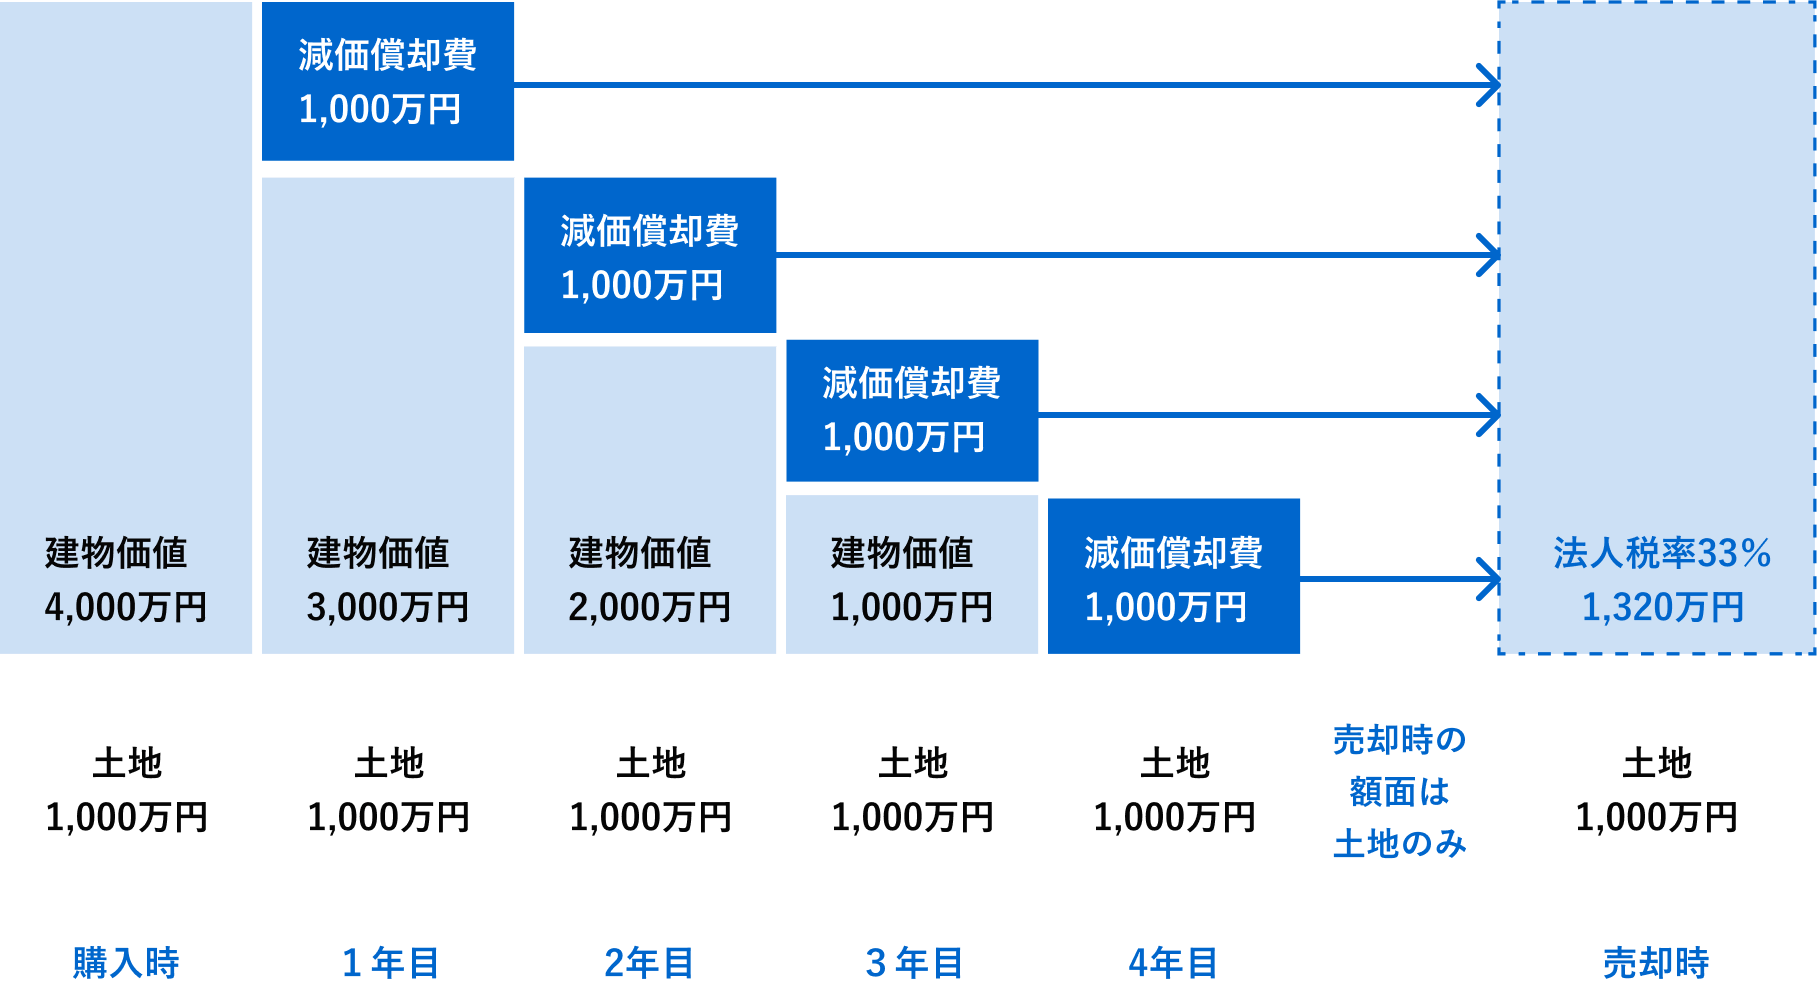 減価償却費
1,000万円
減価償却費
1,000万円
減価償却費
1,000万円
建物価値
4,000万円
建物価値
3,000万円
建物価値
2,000万円
建物価値
1,000万円
減価償却費
1,000万円
法人税率33%
1,320万円
土地
1,000万円
土地
1,000万円
土地
1,000万円
土地
1,000万円
土地
1,000万円
売却時の
額面は
土地のみ
土地
1,000万円
購入時
1年目
2年目
3年目
4年目
売却時